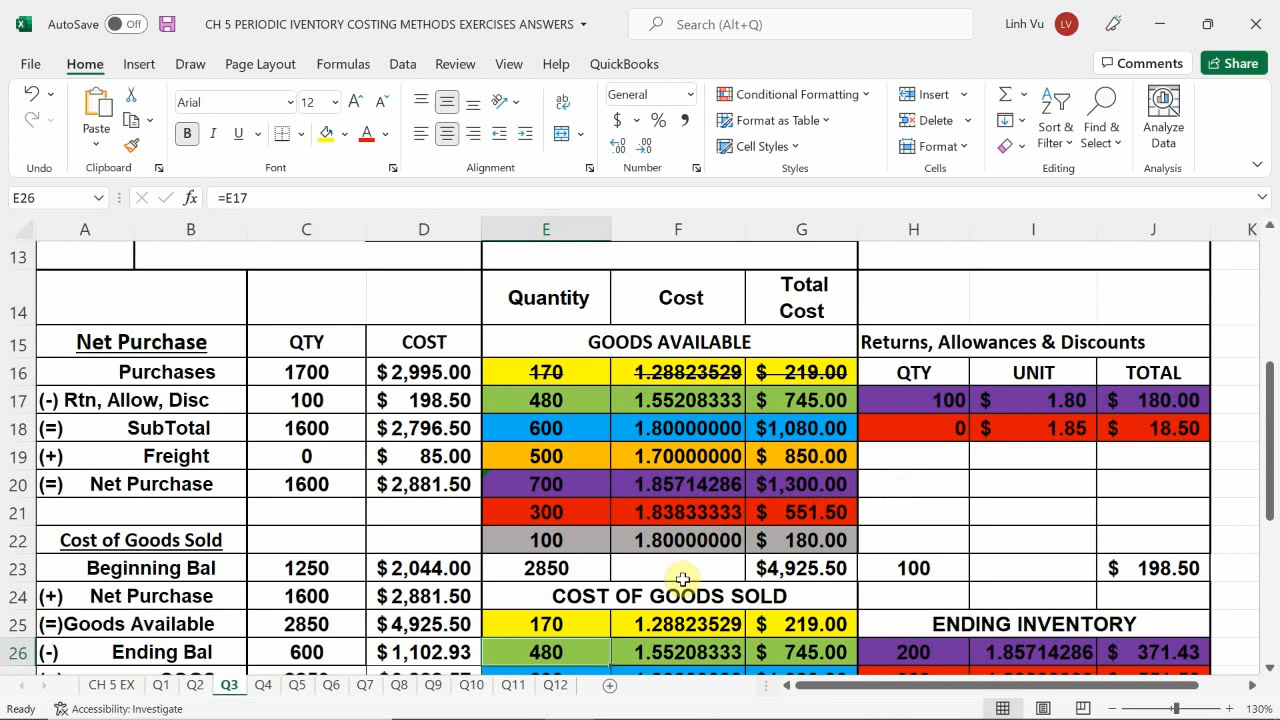 AutoSave Off CH 5 PERIODIC IVENTORY COSTING METHODS EXERCISES ANSWERS Search (Alt+Q) Linh Vu LV
File Home Insert Draw Page Layout Formulas Data Review View Help QuickBooks Comments Share
Arial 12 General Conditional Formatting Insert
Paste B I U $ % Format as Table Delete Sort & Filter Find & Select Analyze Data
Cell Styles Format
Undo Clipboard Font Alignment Number Styles Cells Editing Analysis
E26 fx =E17
A B C D E F G H I J K
13
14 Quantity Cost Total Cost
15 Net Purchase QTY COST GOODS AVAILABLE Returns, Allowances & Discounts
16 Purchases 1700 $ 2,995.00 170 1.28823529 $ 219.00 QTY UNIT TOTAL
17 (-) Rtn, Allow, Disc 100 $ 198.50 480 1.55208333 $ 745.00 100 $ 1.80 $ 180.00
18 (=) SubTotal 1600 $ 2,796.50 600 1.80000000 $1,080.00 0 $ 1.85 $ 18.50
19 (+) Freight 0 $ 85.00 500 1.70000000 $ 850.00
20 (=) Net Purchase 1600 $ 2,881.50 700 1.85714286 $1,300.00
21 300 1.83833333 $ 551.50
22 Cost of Goods Sold 100 1.80000000 $ 180.00
23 Beginning Bal 1250 $ 2,044.00 2850 $4,925.50 100 $ 198.50
24 (+) Net Purchase 1600 $ 2,881.50 COST OF GOODS SOLD
25 (=)Goods Available 2850 $ 4,925.50 170 1.28823529 $ 219.00 ENDING INVENTORY
26 (-) Ending Bal 600 $ 1,102.93 480 1.55208333 $ 745.00 200 1.85714286 $ 371.43
CH 5 EX Q1 Q2 Q3 Q4 Q5 Q6 Q7 Q8 Q9 Q10 Q11 Q12
Ready Accessibility: Investigate 130%